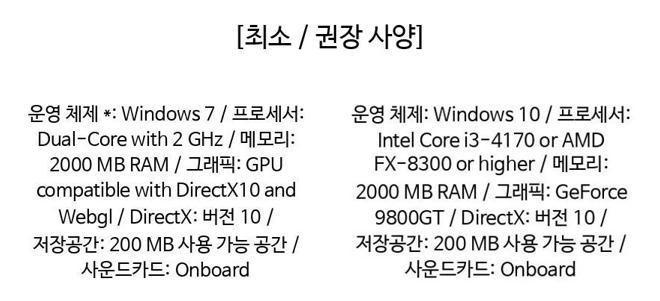 [최소 / 권장 사양]
운영 체제 *: Windows 7 / 프로세서:
Dual-Core with 2 GHz / 메모리:
2000 MB RAM / 그래픽: GPU
compatible with DirectX10 and
Webgl / DirectX: 버전 10 /
저장공간: 200 MB 사용 가능 공간 /
사운드카드: Onboard
운영 체제: Windows 10 / 프로세서:
Intel Core i3-4170 or AMD
FX-8300 or higher / 메모리:
2000 MB RAM / 그래픽: GeForce
9800GT / DirectX: 버전 10 /
저장공간: 200 MB 사용 가능 공간 /
사운드카드: Onboard